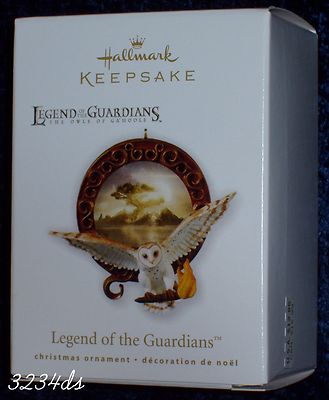 Hallmark
KEEPSAKE
LEGEND OF THE GUARDIANS
THE OWLS OF GA'HOOLE
Legend of the Guardians™
christmas ornament • décoration de noël
3234ds